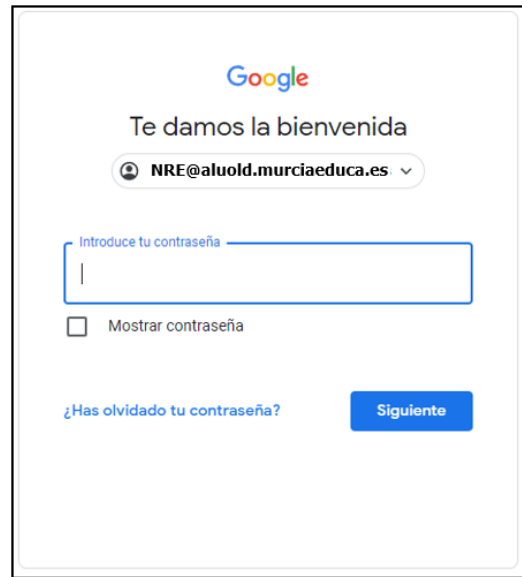 Google
Te damos la bienvenida
NRE@aluold.murciaeduca.es
Introduce tu contraseña
Mostrar contraseña
¿Has olvidado tu contraseña?
Siguiente